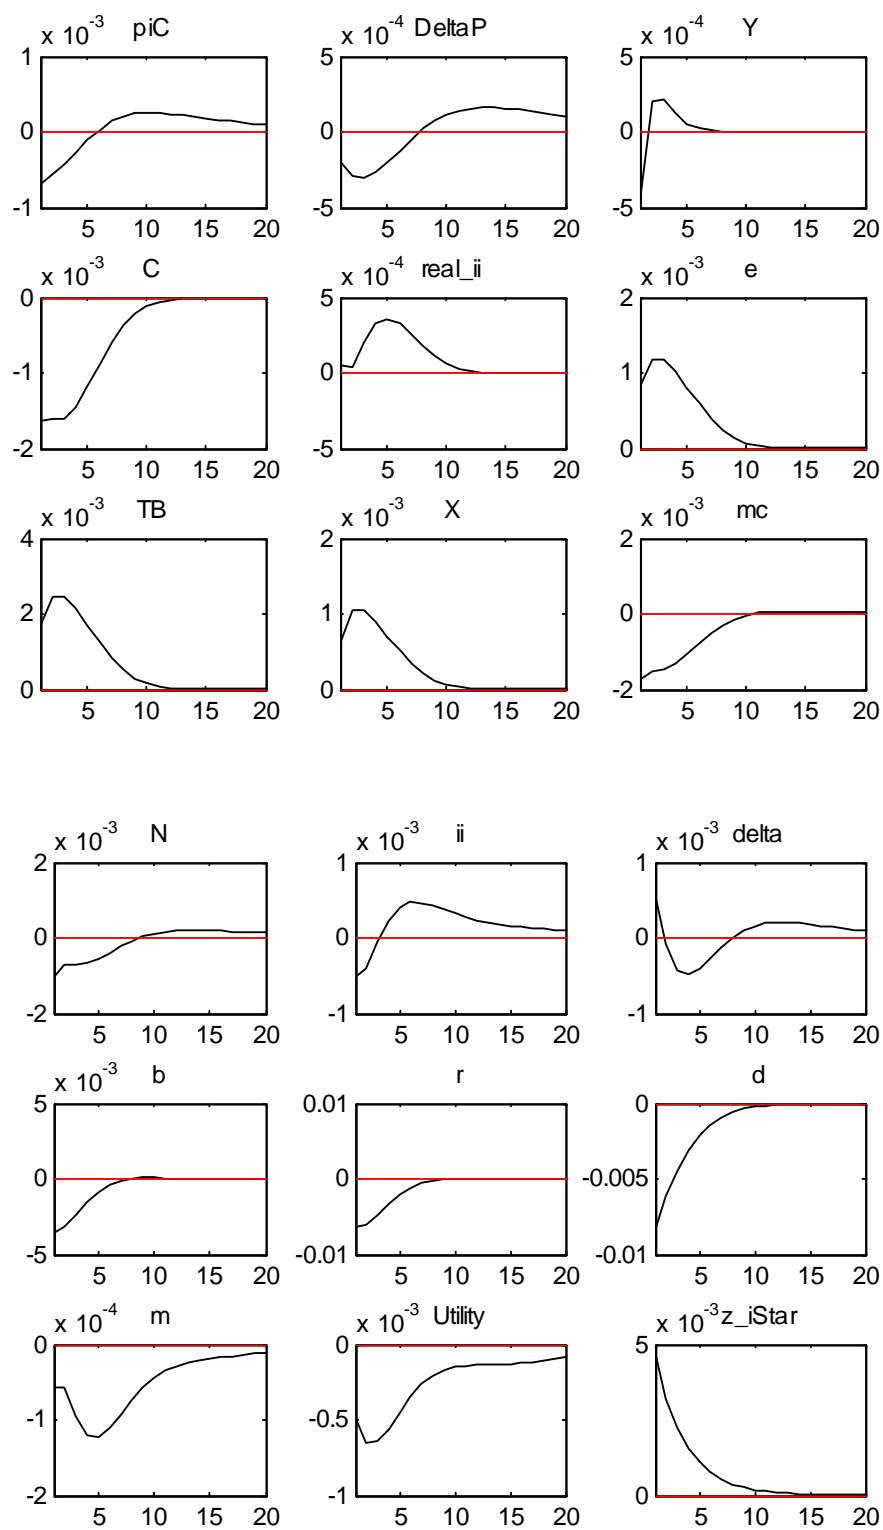 x 10^-3 piC
x 10^-4 DeltaP
x 10^-4 Y
1
0
-1
5 10 15 20
5
0
-5
5 10 15 20
5
0
-5
5 10 15 20
x 10^-3 C
x 10^-4 real_ii
x 10^-3 e
0
-1
-2
5 10 15 20
5
0
-5
5 10 15 20
2
1
0
5 10 15 20
x 10^-3 TB
x 10^-3 X
x 10^-3 mc
4
2
0
5 10 15 20
2
1
0
5 10 15 20
2
0
-2
5 10 15 20
x 10^-3 N
x 10^-3 ii
x 10^-3 delta
2
0
-2
5 10 15 20
1
0
-1
5 10 15 20
1
0
-1
5 10 15 20
x 10^-3 b
r
d
5
0
-5
5 10 15 20
0.01
0
-0.01
5 10 15 20
0
-0.005
-0.01
5 10 15 20
x 10^-4 m
x 10^-3 Utility
x 10^-3 z_iStar
0
-1
-2
5 10 15 20
0
-0.5
-1
5 10 15 20
5
0
5 10 15 20